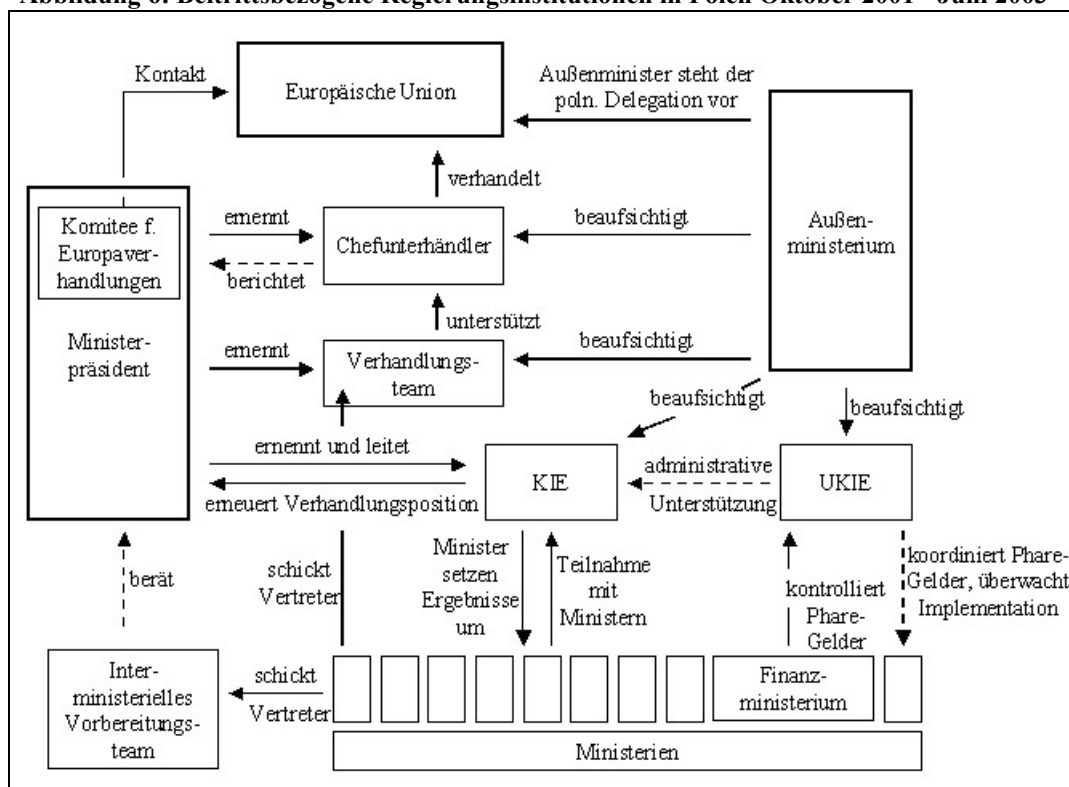 Abbildung Beitrittsbezogene Regierungsinstitutionen in Polen Oktober 2001 - Juni
Kontakt
Europäische Union
Außenminister steht der
poln. Delegation vor
verhandelt
Komitee f.
Europaver-
handlungen
ernennt
Chefunterhändler
beaufsichtigt
Außen-
ministerium
berichtet
unterstützt
Minister-
präsident
ernennt
Verhandlungs-
team
beaufsichtigt
beaufsichtigt
beaufsichtigt
ernennt und leitet
KIE
administrative
Unterstützung
UKIE
erneuert Verhandlungsposition
berät
schickt
Vertreter
Minister
setzen
Ergebnisse
um
Teilnahme
mit
Ministern
kontrolliert
Phare-
Gelder
koordiniert Phare-
Gelder, überwacht
Implementation
Inter-
ministerielles
Vorbereitungs-
team
schickt
Vertreter
Finanz-
ministerium
Ministerien